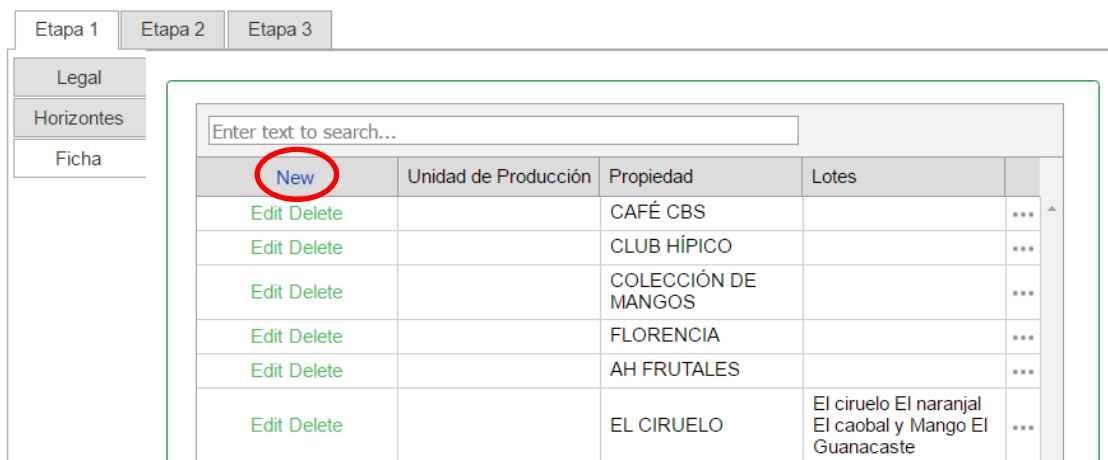 Etapa 1 Etapa 2 Etapa 3
Legal
Horizontes
Ficha
Enter text to search...
New Unidad de Producción Propiedad Lotes
Edit Delete CAFÉ CBS
Edit Delete CLUB HÍPICO
Edit Delete COLECCIÓN DE
MANGOS
Edit Delete FLORENCIA
Edit Delete AH FRUTALES
Edit Delete EL CIRUELO El ciruelo El naranjal
El caobal y Mango El
Guanacaste